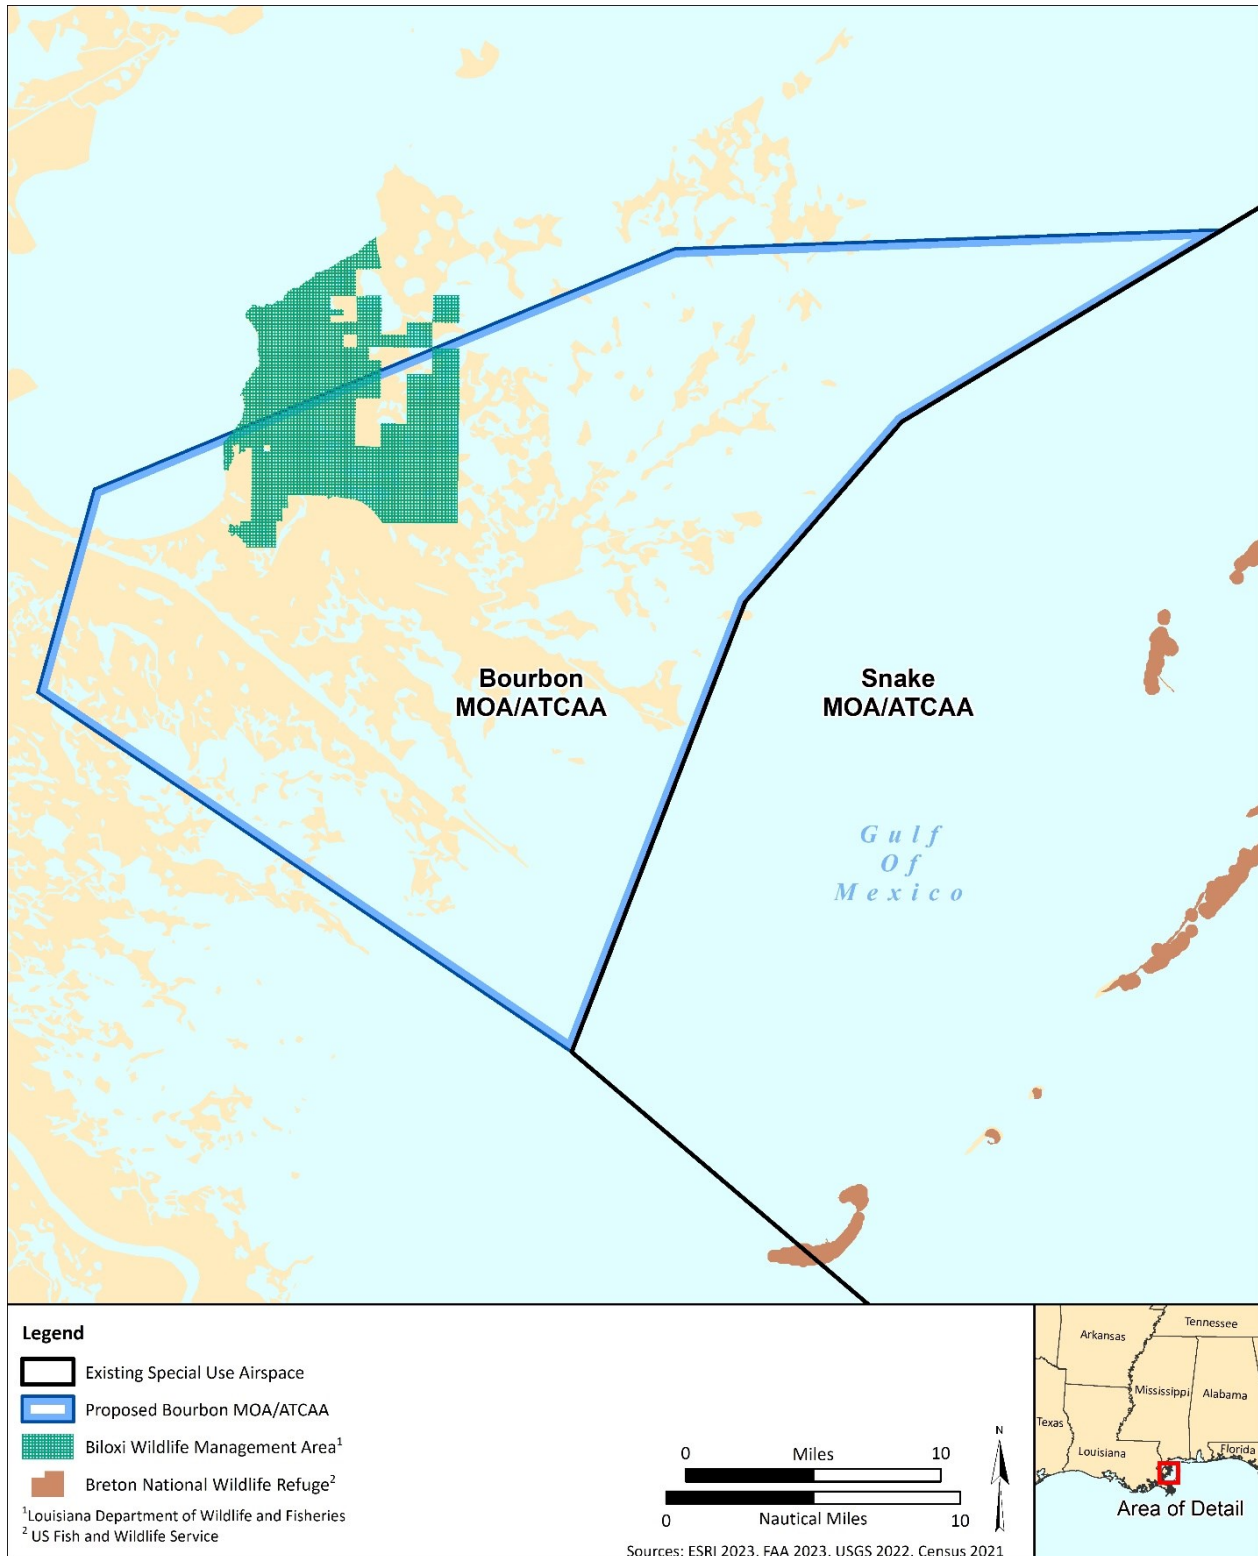 Bourbon
MOA/ATCAA
Snake
MOA/ATCAA
Gulf
Of
Mexico
Legend
Existing Special Use Airspace
Proposed Bourbon MOA/ATCAA
Biloxi Wildlife Management Area¹
Breton National Wildlife Refuge²
¹Louisiana Department of Wildlife and Fisheries
² US Fish and Wildlife Service
0 Miles 10
0 Nautical Miles 10
N
Sources: ESRI 2023, FAA 2023, USGS 2022, Census 2021
Tennessee
Arkansas
Mississippi
Alabama
Texas
Louisiana
Florida
Area of Detail